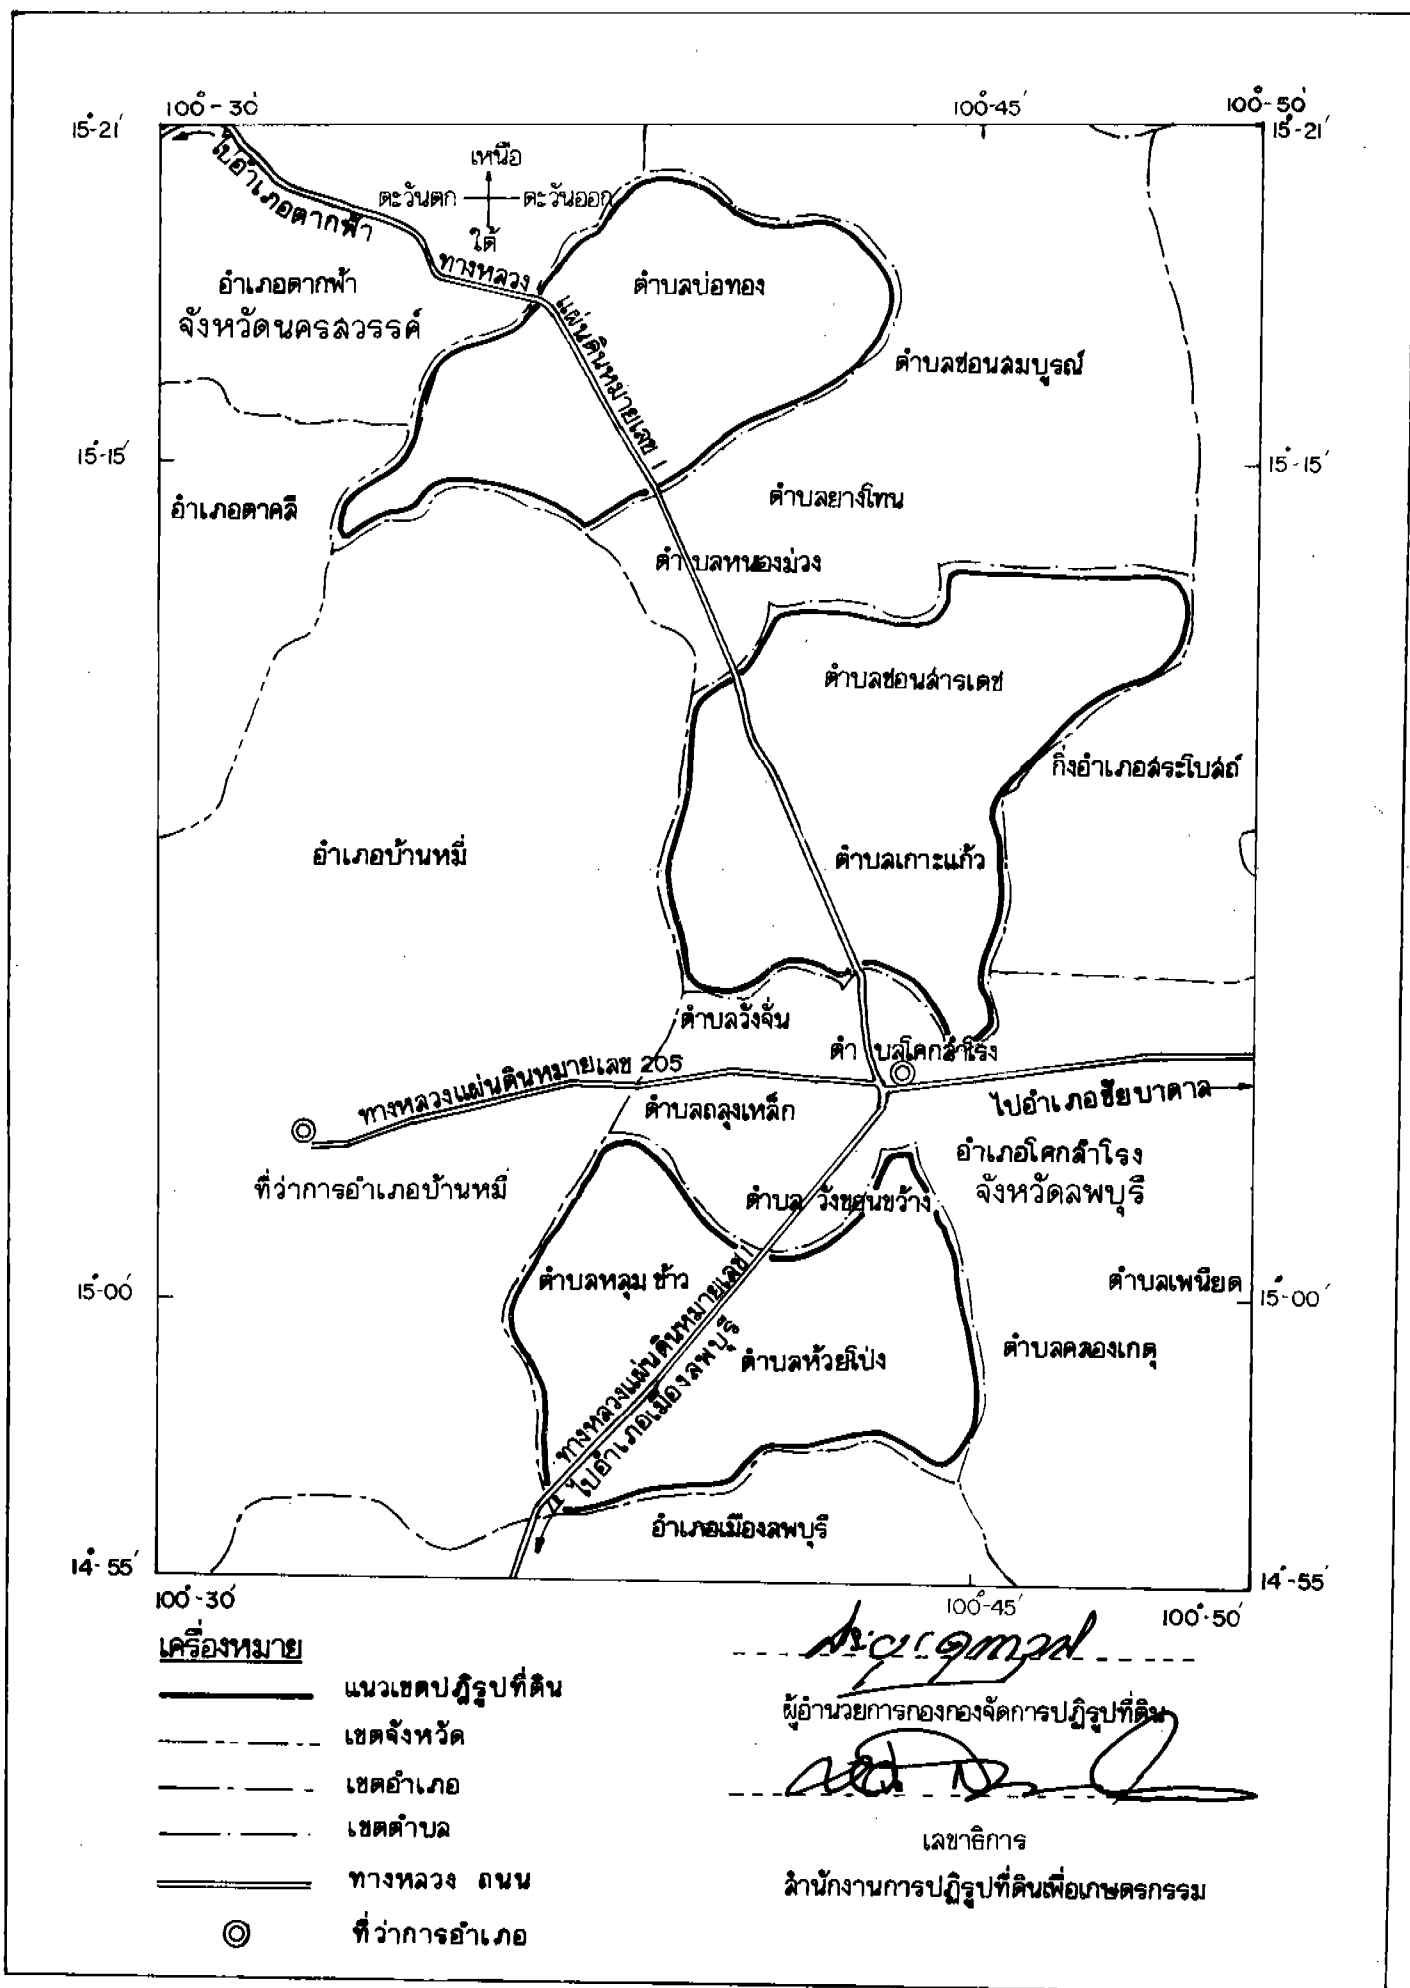 100°-30′
100°-45′
100°-50′
15°-21′
15°-21′
ไปอำเภอตากฟ้า
เหนือ
ตะวันตก
ตะวันออก
ใต้
ทางหลวง
แผ่นดินหมายเลข 1
อำเภอตากฟ้า
จังหวัดนครสวรรค์
ตำบลบ่อทอง
ตำบลซ่อนสมบูรณ์
15°-15′
15°-15′
อำเภอตาคลี
ตำบลยางโทน
ตำบลหนองม่วง
ตำบลซ่อนสารเดช
กิ่งอำเภอสระโบสถ์
อำเภอบ้านหมี่
ตำบลเกาะแก้ว
ตำบลวังจั่น
ตำบลโคกสำโรง
ทางหลวงแผ่นดินหมายเลข 205
ไปอำเภอชัยบาดาล
ตำบลถลุงเหล็ก
อำเภอโคกสำโรง
จังหวัดลพบุรี
ที่ว่าการอำเภอบ้านหมี่
ตำบล วังขอนขว้าง
ตำบลหลุมข้าว
ตำบลเพนียด
15°-00′
15°-00′
ทางหลวงแผ่นดินหมายเลข 1
ไปอำเภอเมืองลพบุรี
ตำบลห้วยโป่ง
ตำบลคลองเกตุ
อำเภอเมืองลพบุรี
14°-55′
14°-55′
100°-30′
100°-45′
100°-50′
เครื่องหมาย
แนวเขตปฏิรูปที่ดิน
เขตจังหวัด
เขตอำเภอ
เขตตำบล
ทางหลวง ถนน
ที่ว่าการอำเภอ
ผู้อำนวยการกองกองจัดการปฏิรูปที่ดิน
เลขาธิการ
สำนักงานการปฏิรูปที่ดินเพื่อเกษตรกรรม